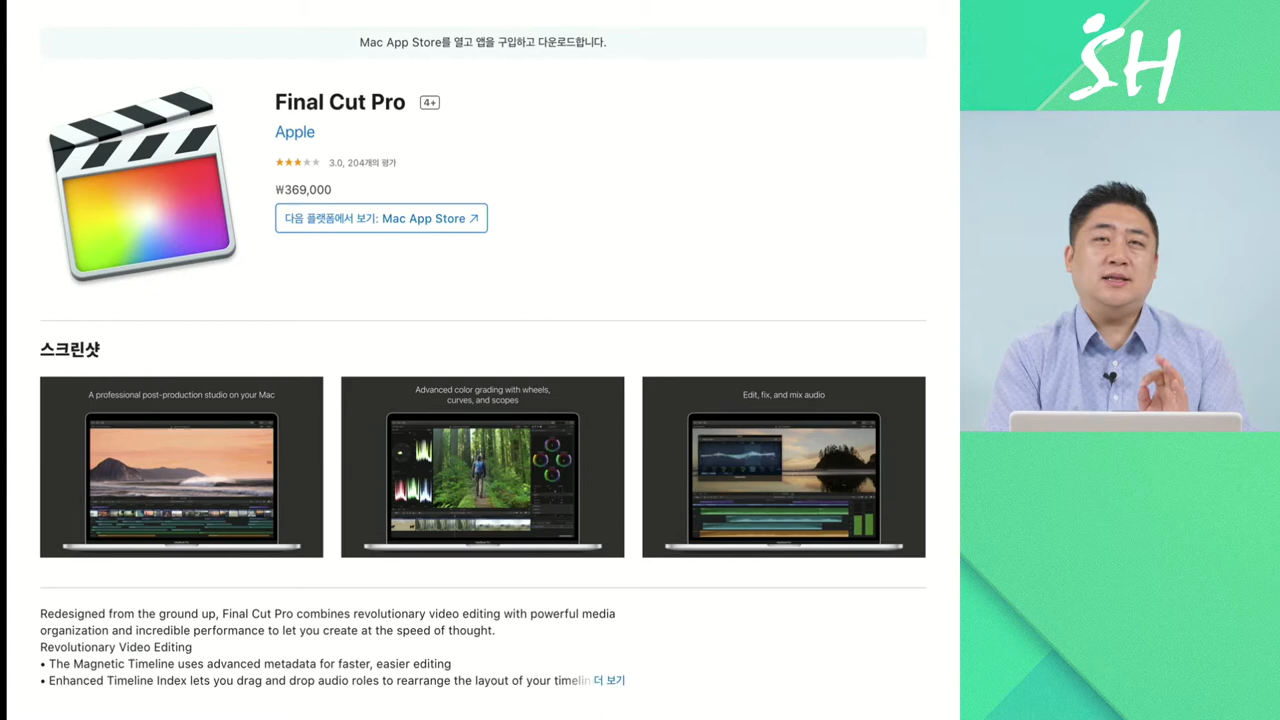 Mac App Store를 열고 앱을 구입하고 다운로드합니다.
SH
Final Cut Pro 4+
Apple
★★★★★ 3.0, 204개의 평가
₩369,000
다음 플랫폼에서 보기: Mac App Store ↗
스크린샷
A professional post-production studio on your Mac
Advanced color grading with wheels,
curves, and scopes
Edit, fix, and mix audio
Redesigned from the ground up, Final Cut Pro combines revolutionary video editing with powerful media
organization and incredible performance to let you create at the speed of thought.
Revolutionary Video Editing
• The Magnetic Timeline uses advanced metadata for faster, easier editing
• Enhanced Timeline Index lets you drag and drop audio roles to rearrange the layout of your timelin 더 보기